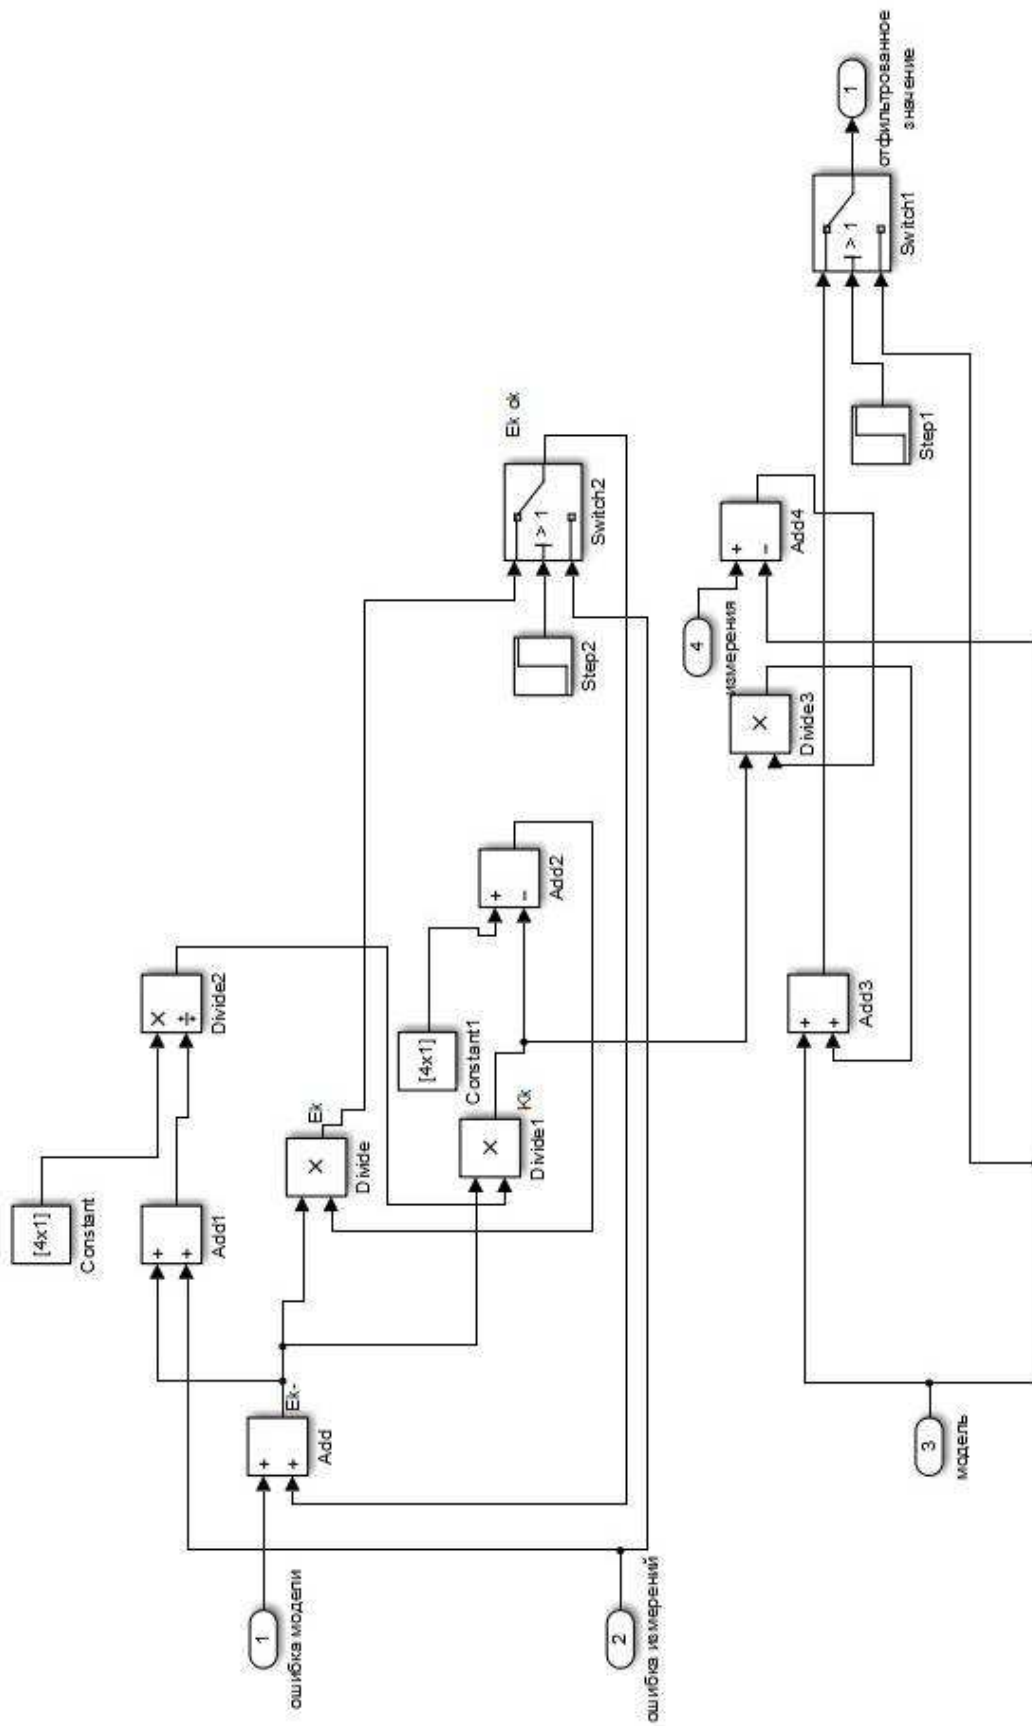 [4x1]
Constant
+
+
Add1
×
÷
Divide2
1
ошибка модели
+
+
Add
Ek-
×
Divide
Ek
[4x1]
Constant1
×
Divide1
Kk
+
−
Add2
Step2
> 1
Switch2
Ek ok
2
ошибка измерений
4
измерения
×
Divide3
+
−
Add4
3
модель
+
+
Add3
Step1
> 1
Switch1
1
отфильтрованное
значение